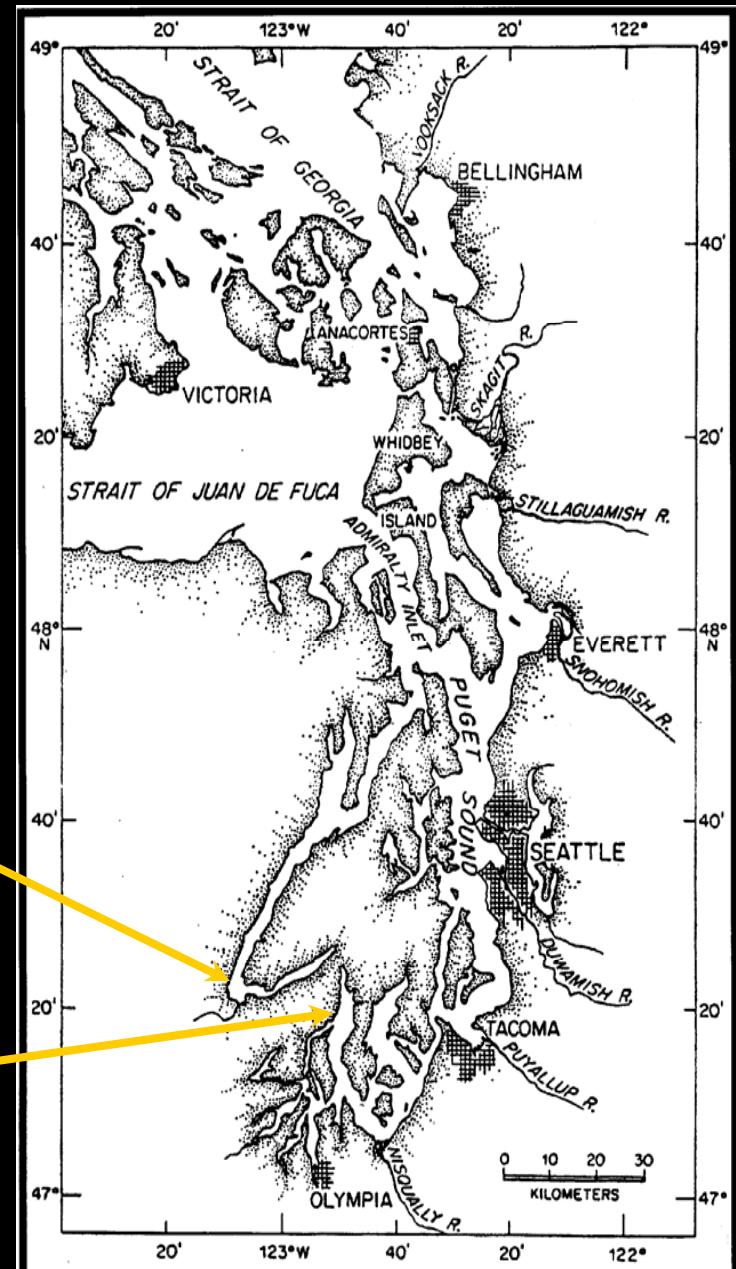 20' 123°W 40' 20' 122°
49° 49°
STRAIT OF GEORGIA
OOKSACK R.
BELLINGHAM
40' 40'
ANACORTES
SKAGIT R.
VICTORIA
20' 20'
WHIDBEY
ISLAND
STRAIT OF JUAN DE FUCA
STILLAGUAMISH R.
ADMIRALTY INLET
48° 48°
N N
EVERETT
SNOHOMISH R.
PUGET SOUND
40' 40'
SEATTLE
DUWAMISH R.
20' 20'
TACOMA
PUYALLUP R.
NISQUALLY R.
OLYMPIA
0 10 20 30
KILOMETERS
47° 47°
20' 123°W 40' 20' 122°